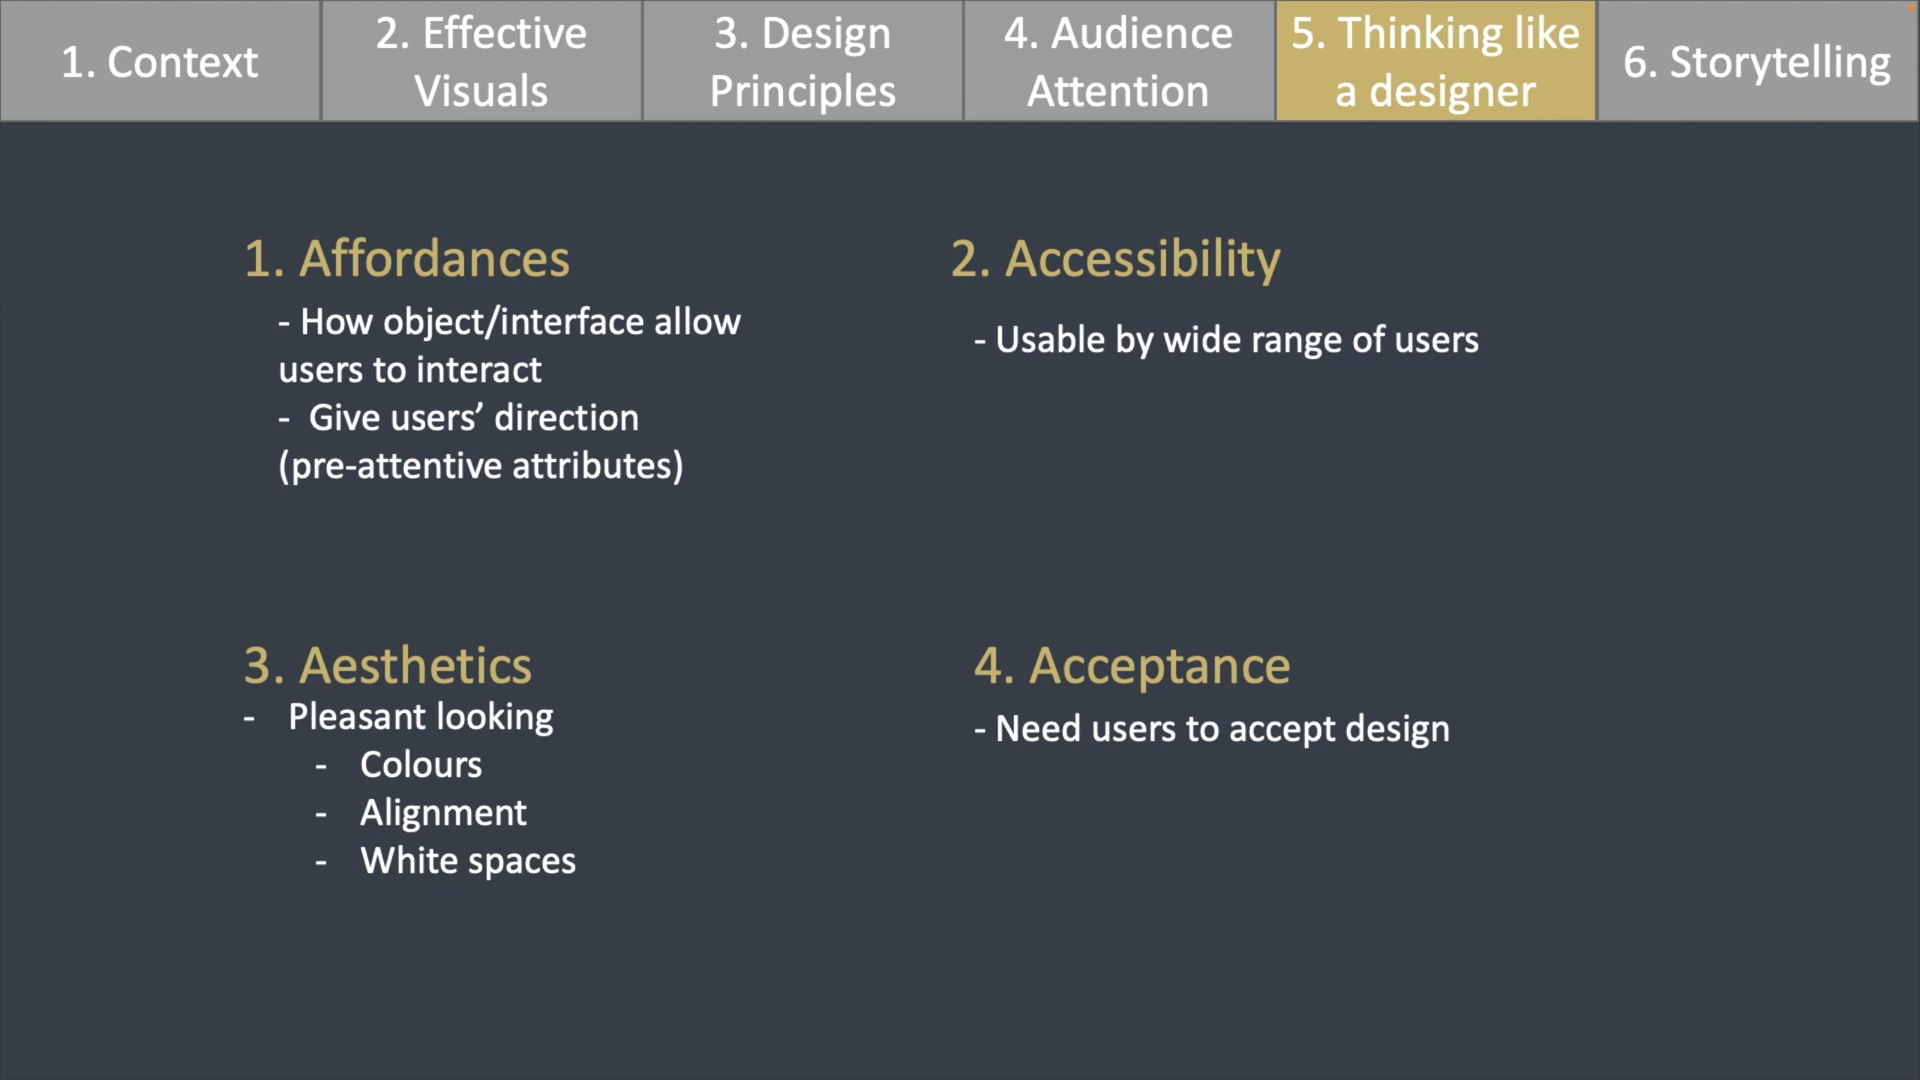 1. Context
2. Effective
Visuals
3. Design
Principles
4. Audience
Attention
5. Thinking like
a designer
6. Storytelling
1. Affordances
- How object/interface allow
users to interact
- Give users’ direction
(pre-attentive attributes)
2. Accessibility
- Usable by wide range of users
3. Aesthetics
- Pleasant looking
- Colours
- Alignment
- White spaces
4. Acceptance
- Need users to accept design